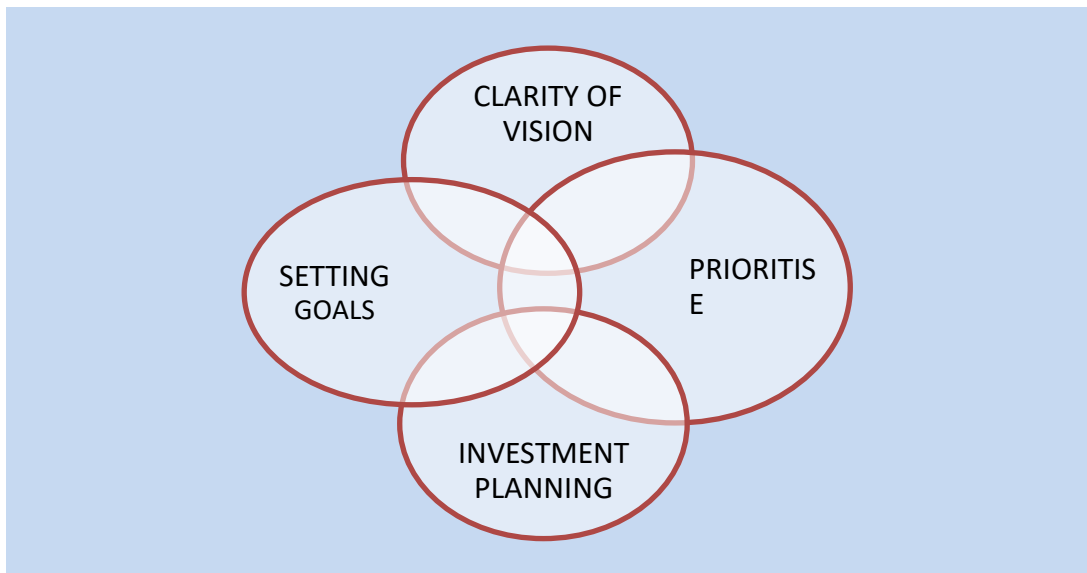 CLARITY OF
VISION
SETTING
GOALS
PRIORITIS
E
INVESTMENT
PLANNING